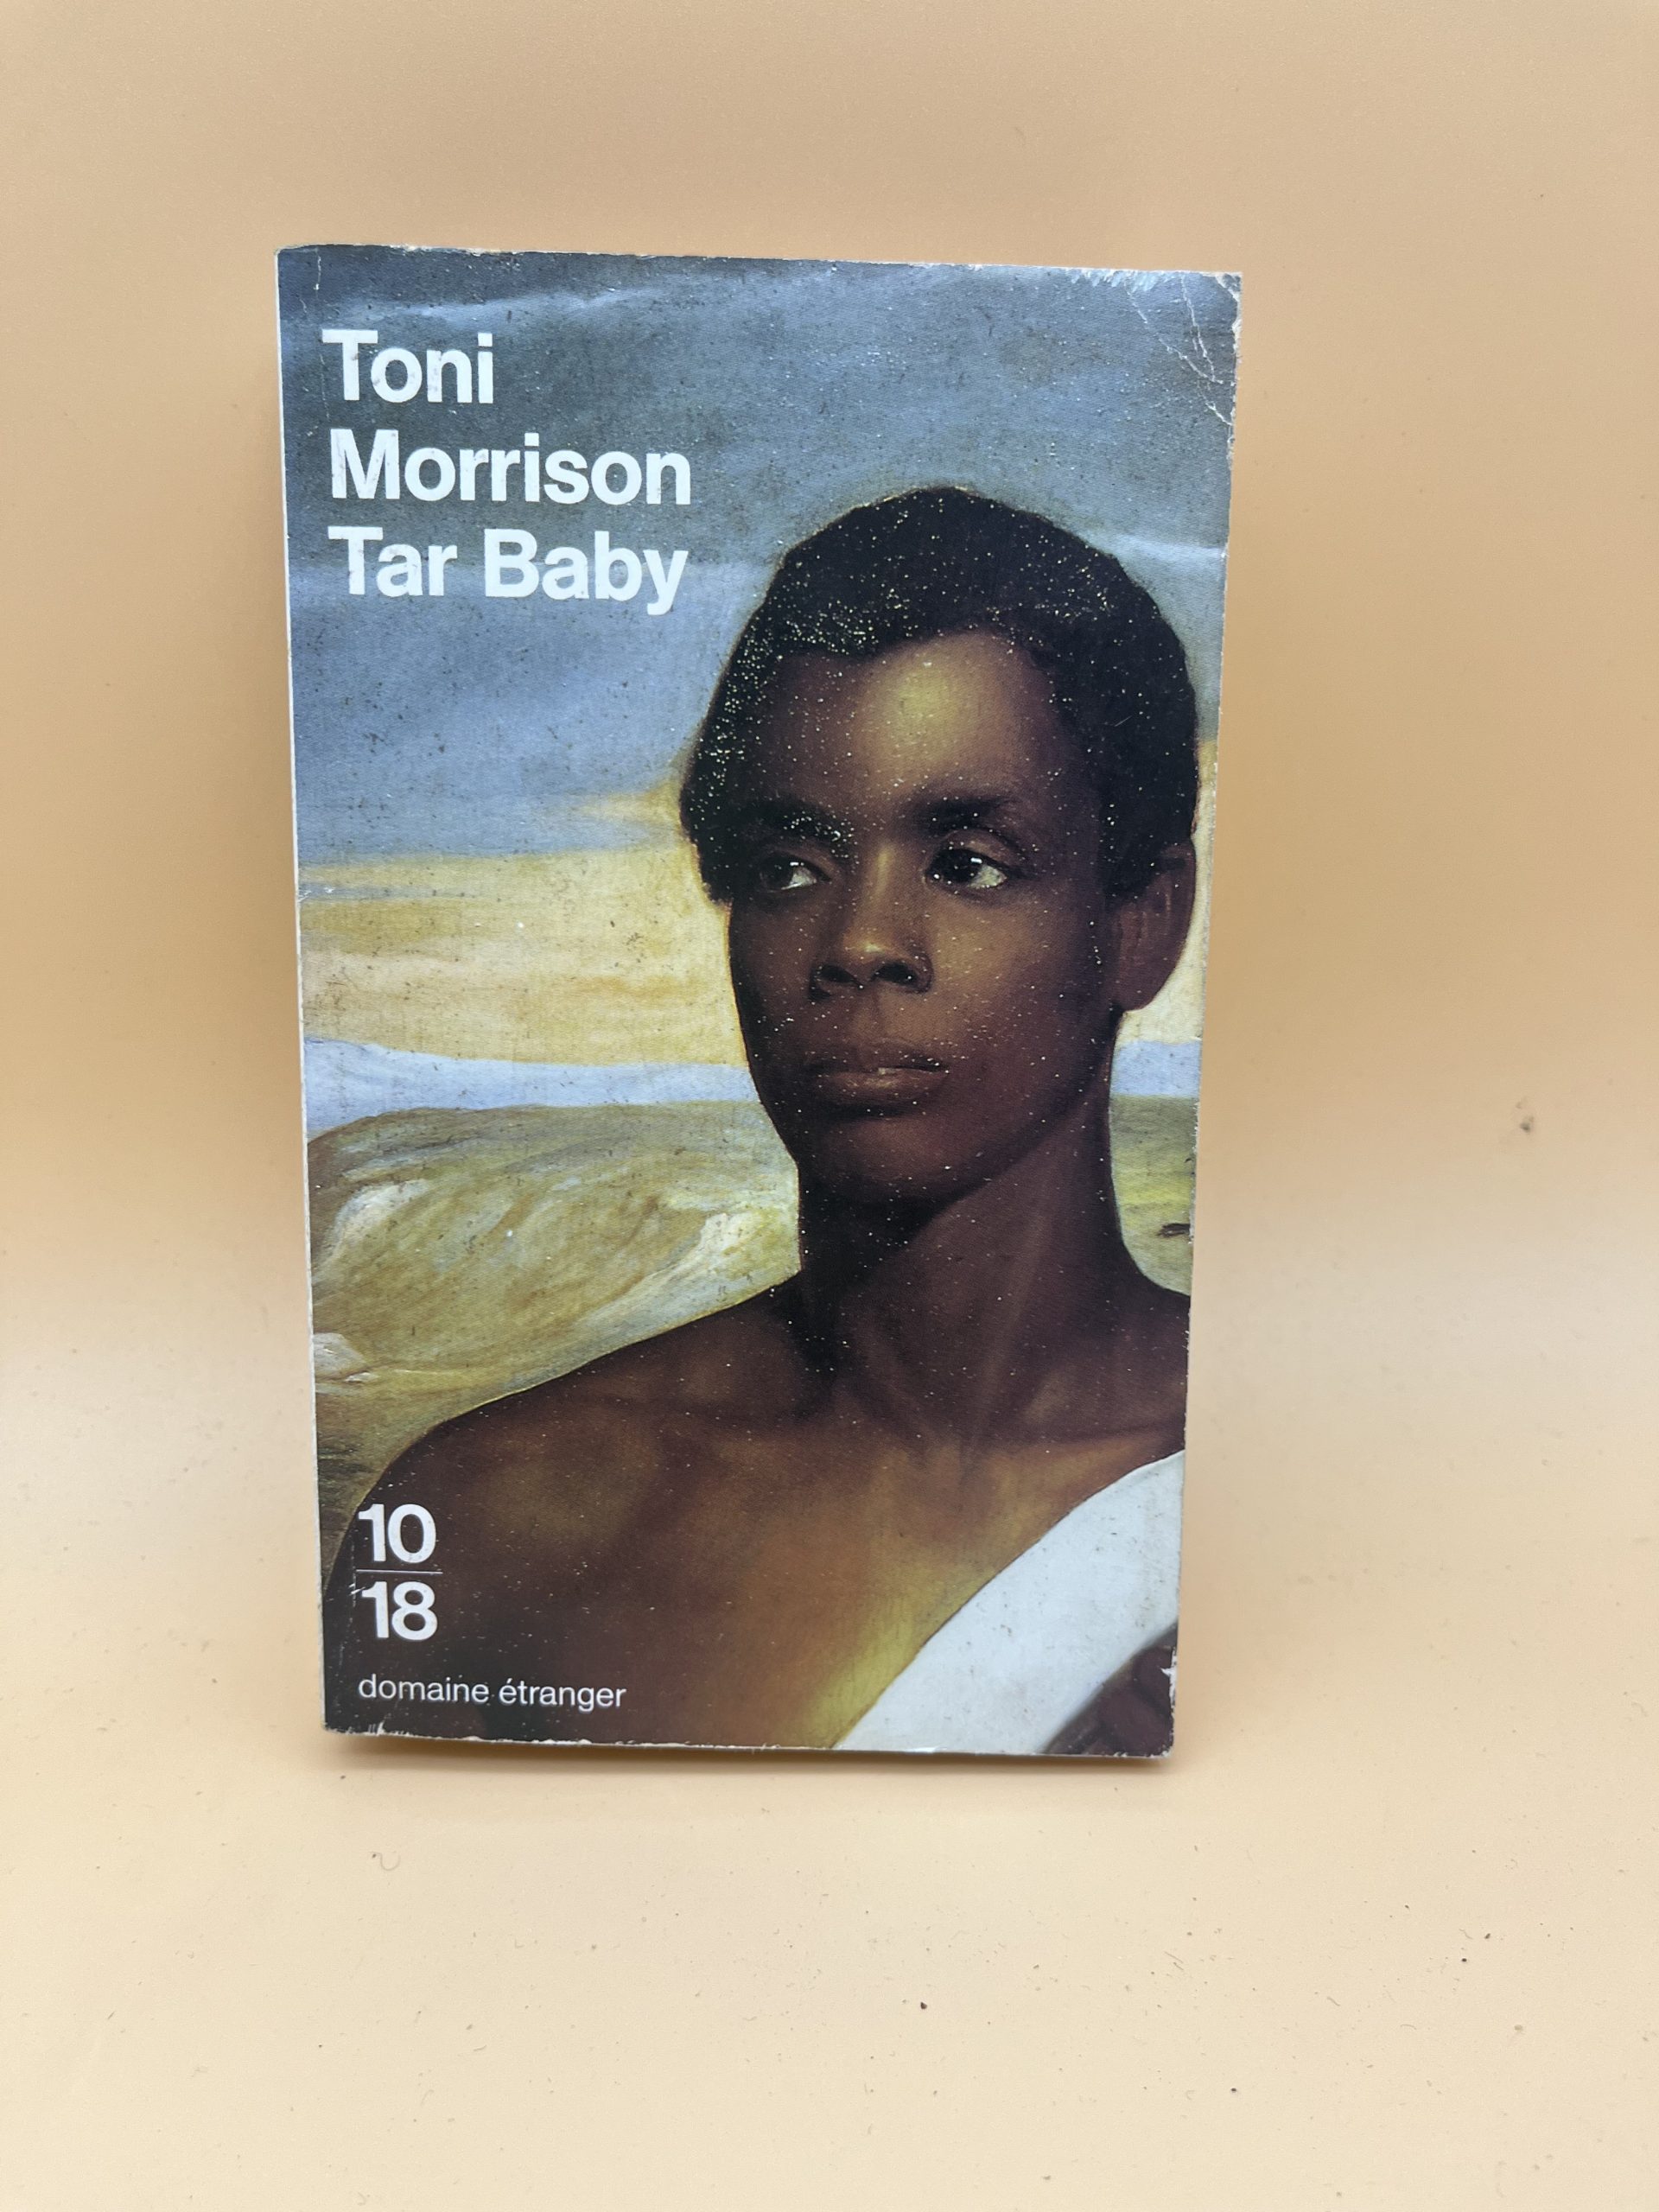 Toni
Morrison
Tar Baby
10
18
domaine étranger